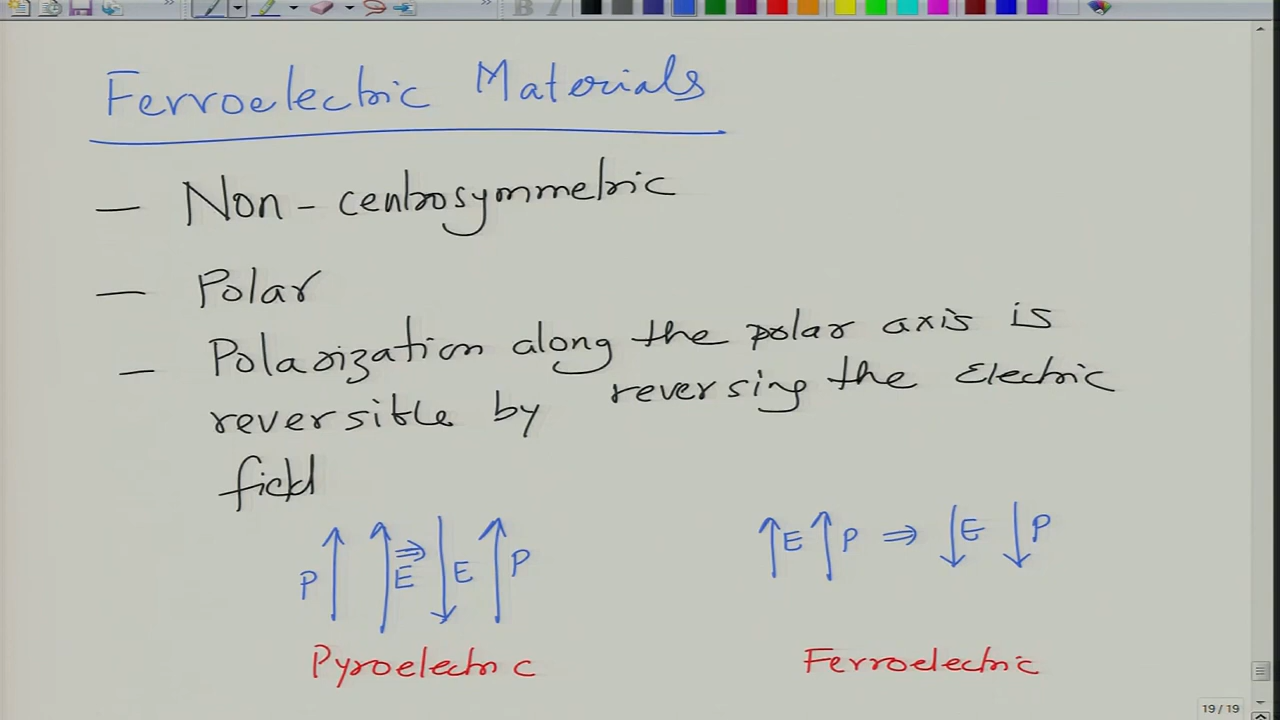 Ferroelectric Materials
— Non - centrosymmetric
— Polar
— Polarization along the polar axis is
reversible by reversing the Electric
field
P E ⇒ E P
E P ⇒ E P
Pyroelectric
Ferroelectric
19 / 19